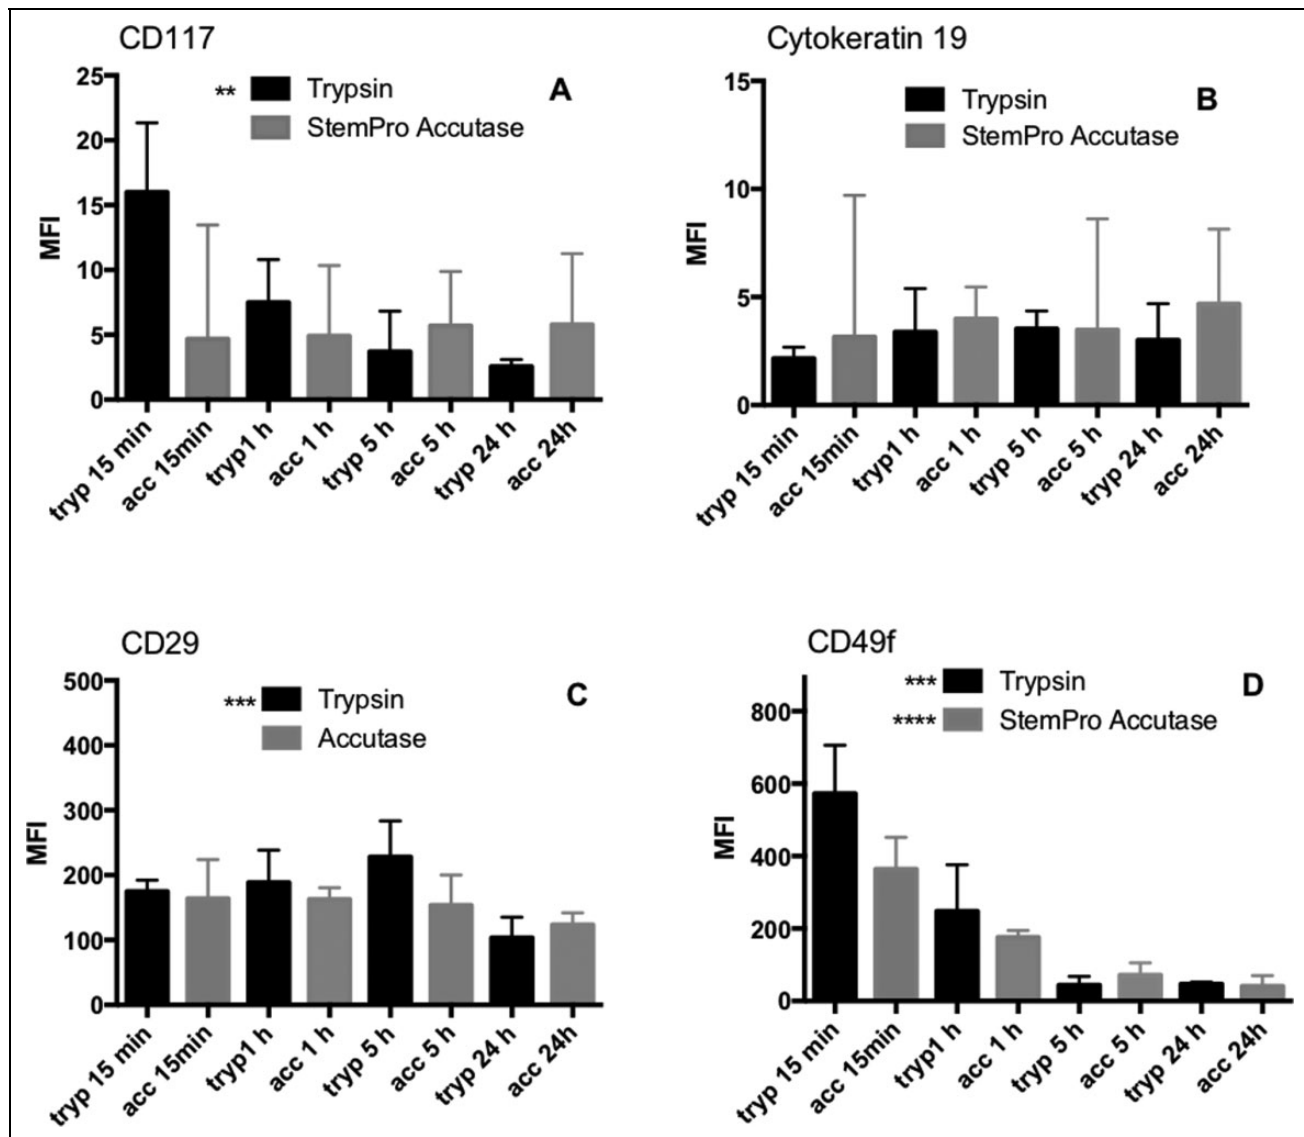 CD117
25
20
15
10
5
0
MFI
** Trypsin
StemPro Accutase
A
tryp 15 min
acc 15min
tryp1 h
acc 1 h
tryp 5 h
acc 5 h
tryp 24 h
acc 24h
Cytokeratin 19
15
10
5
0
MFI
Trypsin
StemPro Accutase
B
tryp 15 min
acc 15min
tryp1 h
acc 1 h
tryp 5 h
acc 5 h
tryp 24 h
acc 24h
CD29
500
400
300
200
100
0
MFI
*** Trypsin
Accutase
C
tryp 15 min
acc 15min
tryp1 h
acc 1 h
tryp 5 h
acc 5 h
tryp 24 h
acc 24h
CD49f
800
600
400
200
0
MFI
*** Trypsin
**** StemPro Accutase
D
tryp 15 min
acc 15min
tryp1 h
acc 1 h
tryp 5 h
acc 5 h
tryp 24 h
acc 24h